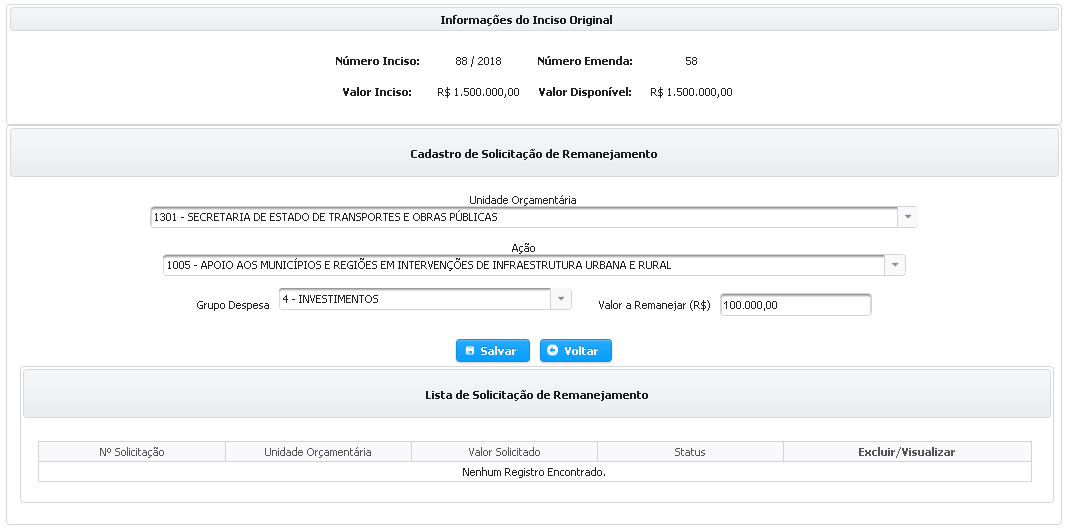 Informações do Inciso Original
Número Inciso: 88 / 2018 Número Emenda: 58
Valor Inciso: R$ 1.500.000,00 Valor Disponível: R$ 1.500.000,00
Cadastro de Solicitação de Remanejamento
Unidade Orçamentária
1301 - SECRETARIA DE ESTADO DE TRANSPORTES E OBRAS PÚBLICAS
Ação
1005 - APOIO AOS MUNICÍPIOS E REGIÕES EM INTERVENÇÕES DE INFRAESTRUTURA URBANA E RURAL
Grupo Despesa 4 - INVESTIMENTOS Valor a Remanejar (R$) 100.000,00
Salvar Voltar
Lista de Solicitação de Remanejamento
Nº Solicitação Unidade Orçamentária Valor Solicitado Status Excluir/Visualizar
Nenhum Registro Encontrado.